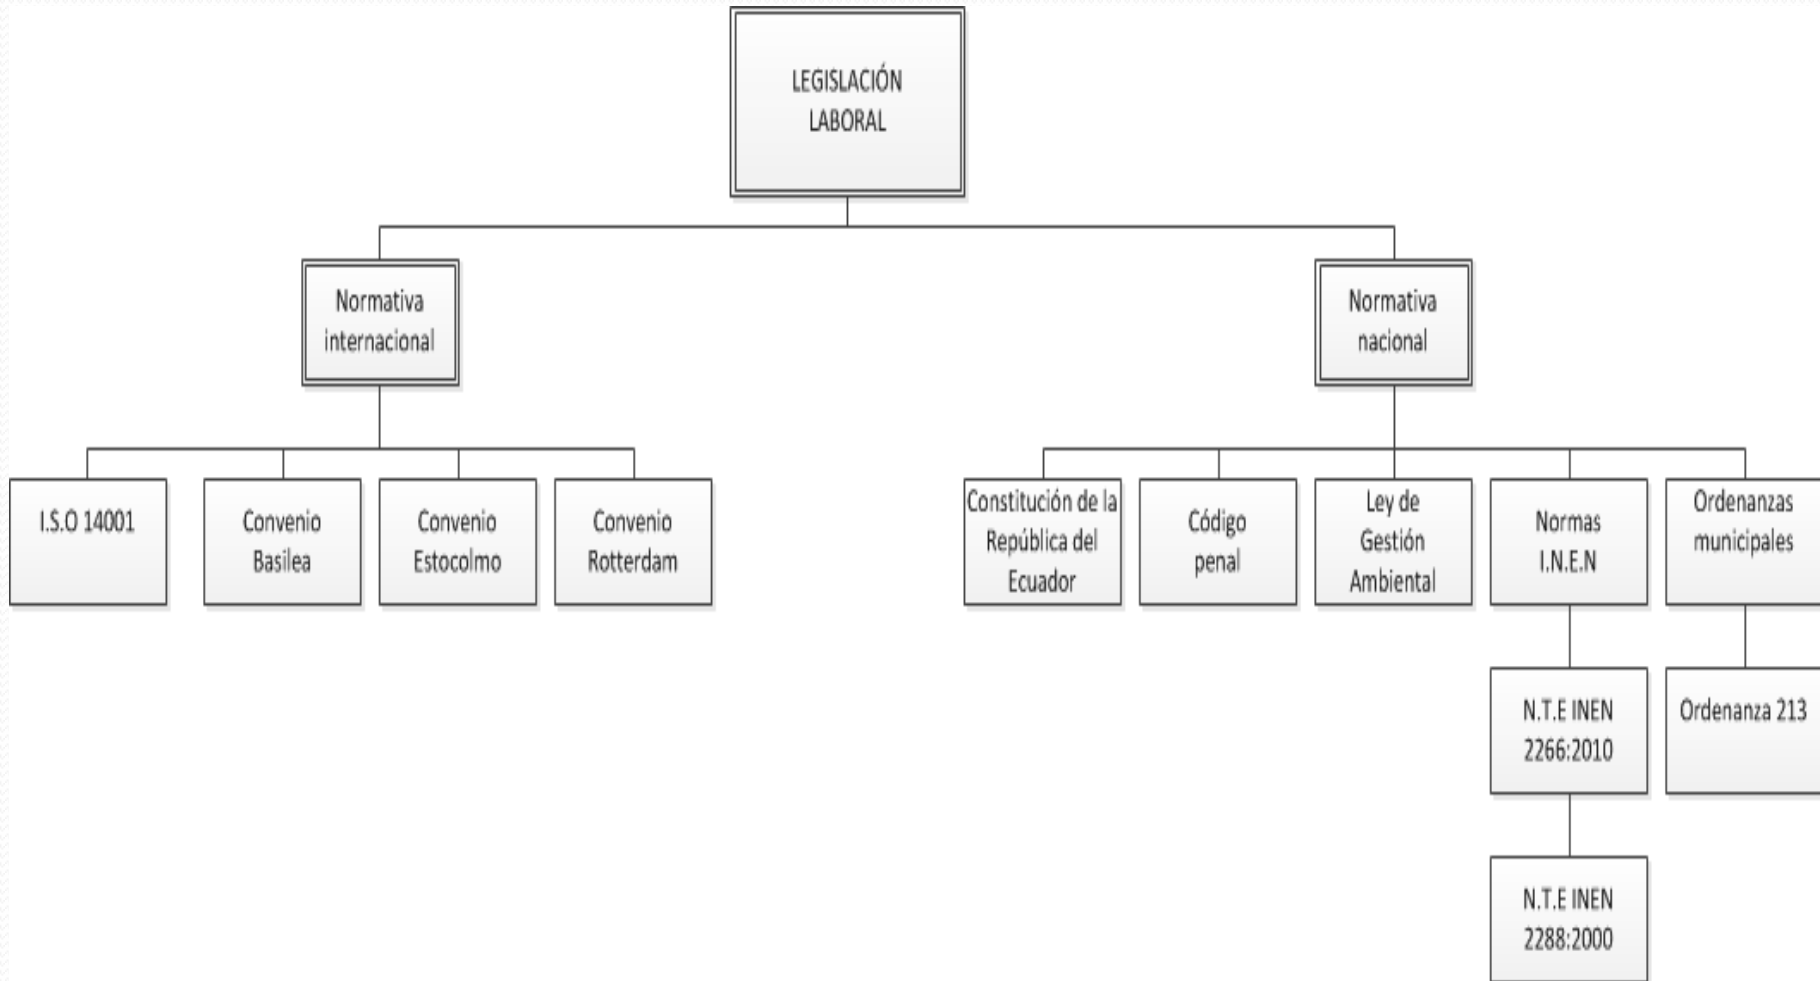 LEGISLACIÓN
LABORAL
Normativa
internacional
Normativa
nacional
I.S.O 14001
Convenio
Basilea
Convenio
Estocolmo
Convenio
Rotterdam
Constitución de la
República del
Ecuador
Código
penal
Ley de
Gestión
Ambiental
Normas
I.N.E.N
Ordenanzas
municipales
N.T.E INEN
2266:2010
Ordenanza 213
N.T.E INEN
2288:2000